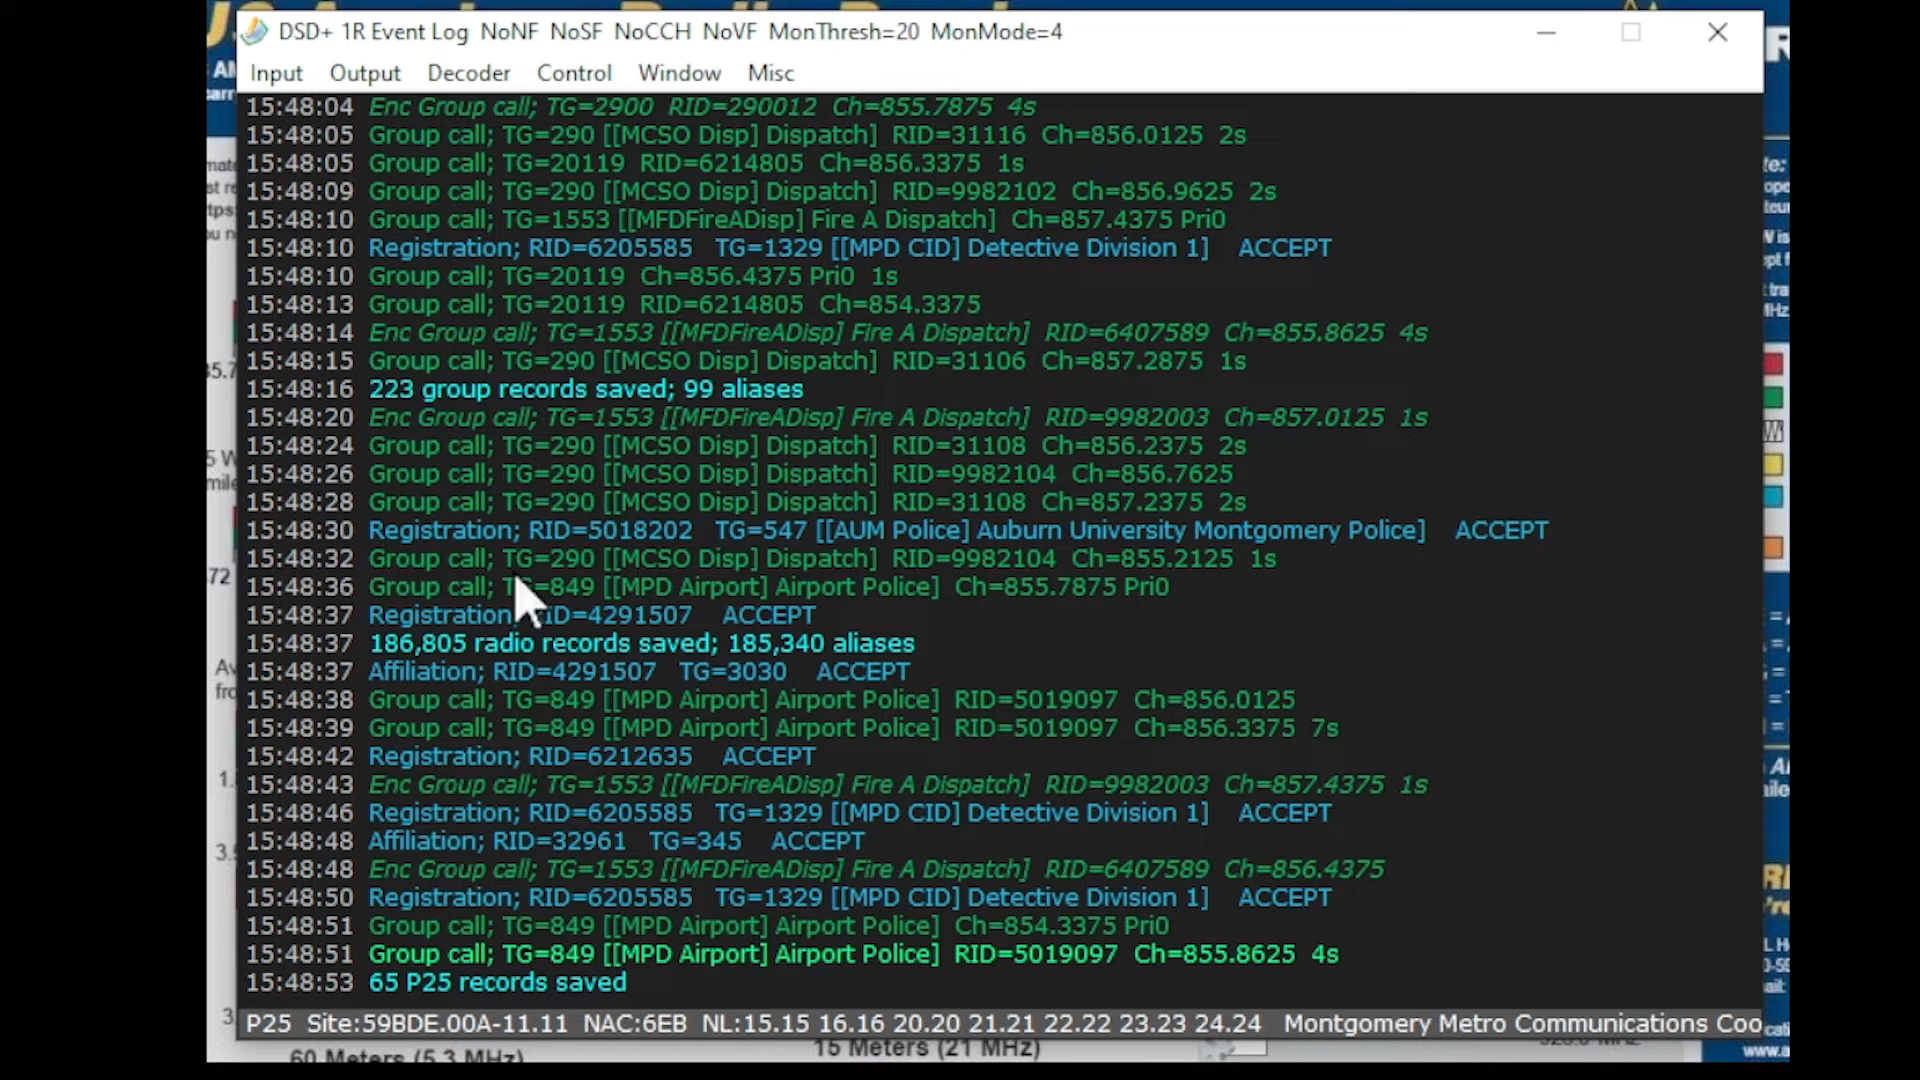 DSD+ 1R Event Log NoNF NoSF NoCCH NoVF MonThresh=20 MonMode=4
Input Output Decoder Control Window Misc
15:48:04 Enc Group call; TG=2900 RID=290012 Ch=855.7875 4s
15:48:05 Group call; TG=290 [[MCSO Disp] Dispatch] RID=31116 Ch=856.0125 2s
15:48:05 Group call; TG=20119 RID=6214805 Ch=856.3375 1s
15:48:09 Group call; TG=290 [[MCSO Disp] Dispatch] RID=9982102 Ch=856.9625 2s
15:48:10 Group call; TG=1553 [[MFDFireADisp] Fire A Dispatch] Ch=857.4375 Pri0
15:48:10 Registration; RID=6205585 TG=1329 [[MPD CID] Detective Division 1] ACCEPT
15:48:10 Group call; TG=20119 Ch=856.4375 Pri0 1s
15:48:13 Group call; TG=20119 RID=6214805 Ch=854.3375
15:48:14 Enc Group call; TG=1553 [[MFDFireADisp] Fire A Dispatch] RID=6407589 Ch=855.8625 4s
15:48:15 Group call; TG=290 [[MCSO Disp] Dispatch] RID=31106 Ch=857.2875 1s
15:48:16 223 group records saved; 99 aliases
15:48:20 Enc Group call; TG=1553 [[MFDFireADisp] Fire A Dispatch] RID=9982003 Ch=857.0125 1s
15:48:24 Group call; TG=290 [[MCSO Disp] Dispatch] RID=31108 Ch=856.2375 2s
15:48:26 Group call; TG=290 [[MCSO Disp] Dispatch] RID=9982104 Ch=856.7625
15:48:28 Group call; TG=290 [[MCSO Disp] Dispatch] RID=31108 Ch=857.2375 2s
15:48:30 Registration; RID=5018202 TG=547 [[AUM Police] Auburn University Montgomery Police] ACCEPT
15:48:32 Group call; TG=290 [[MCSO Disp] Dispatch] RID=9982104 Ch=855.2125 1s
15:48:36 Group call; TG=849 [[MPD Airport] Airport Police] Ch=855.7875 Pri0
15:48:37 Registration; RID=4291507 ACCEPT
15:48:37 186,805 radio records saved; 185,340 aliases
15:48:37 Affiliation; RID=4291507 TG=3030 ACCEPT
15:48:38 Group call; TG=849 [[MPD Airport] Airport Police] RID=5019097 Ch=856.0125
15:48:39 Group call; TG=849 [[MPD Airport] Airport Police] RID=5019097 Ch=856.3375 7s
15:48:42 Registration; RID=6212635 ACCEPT
15:48:43 Enc Group call; TG=1553 [[MFDFireADisp] Fire A Dispatch] RID=9982003 Ch=857.4375 1s
15:48:46 Registration; RID=6205585 TG=1329 [[MPD CID] Detective Division 1] ACCEPT
15:48:48 Affiliation; RID=32961 TG=345 ACCEPT
15:48:48 Enc Group call; TG=1553 [[MFDFireADisp] Fire A Dispatch] RID=6407589 Ch=856.4375
15:48:50 Registration; RID=6205585 TG=1329 [[MPD CID] Detective Division 1] ACCEPT
15:48:51 Group call; TG=849 [[MPD Airport] Airport Police] Ch=854.3375 Pri0
15:48:51 Group call; TG=849 [[MPD Airport] Airport Police] RID=5019097 Ch=855.8625 4s
15:48:53 65 P25 records saved
P25 Site:59BDE.00A-11.11 NAC:6EB NL:15.15 16.16 20.20 21.21 22.22 23.23 24.24 Montgomery Metro Communications Coo
60 Meters (5.3 MHz)
15 Meters (21 MHz)